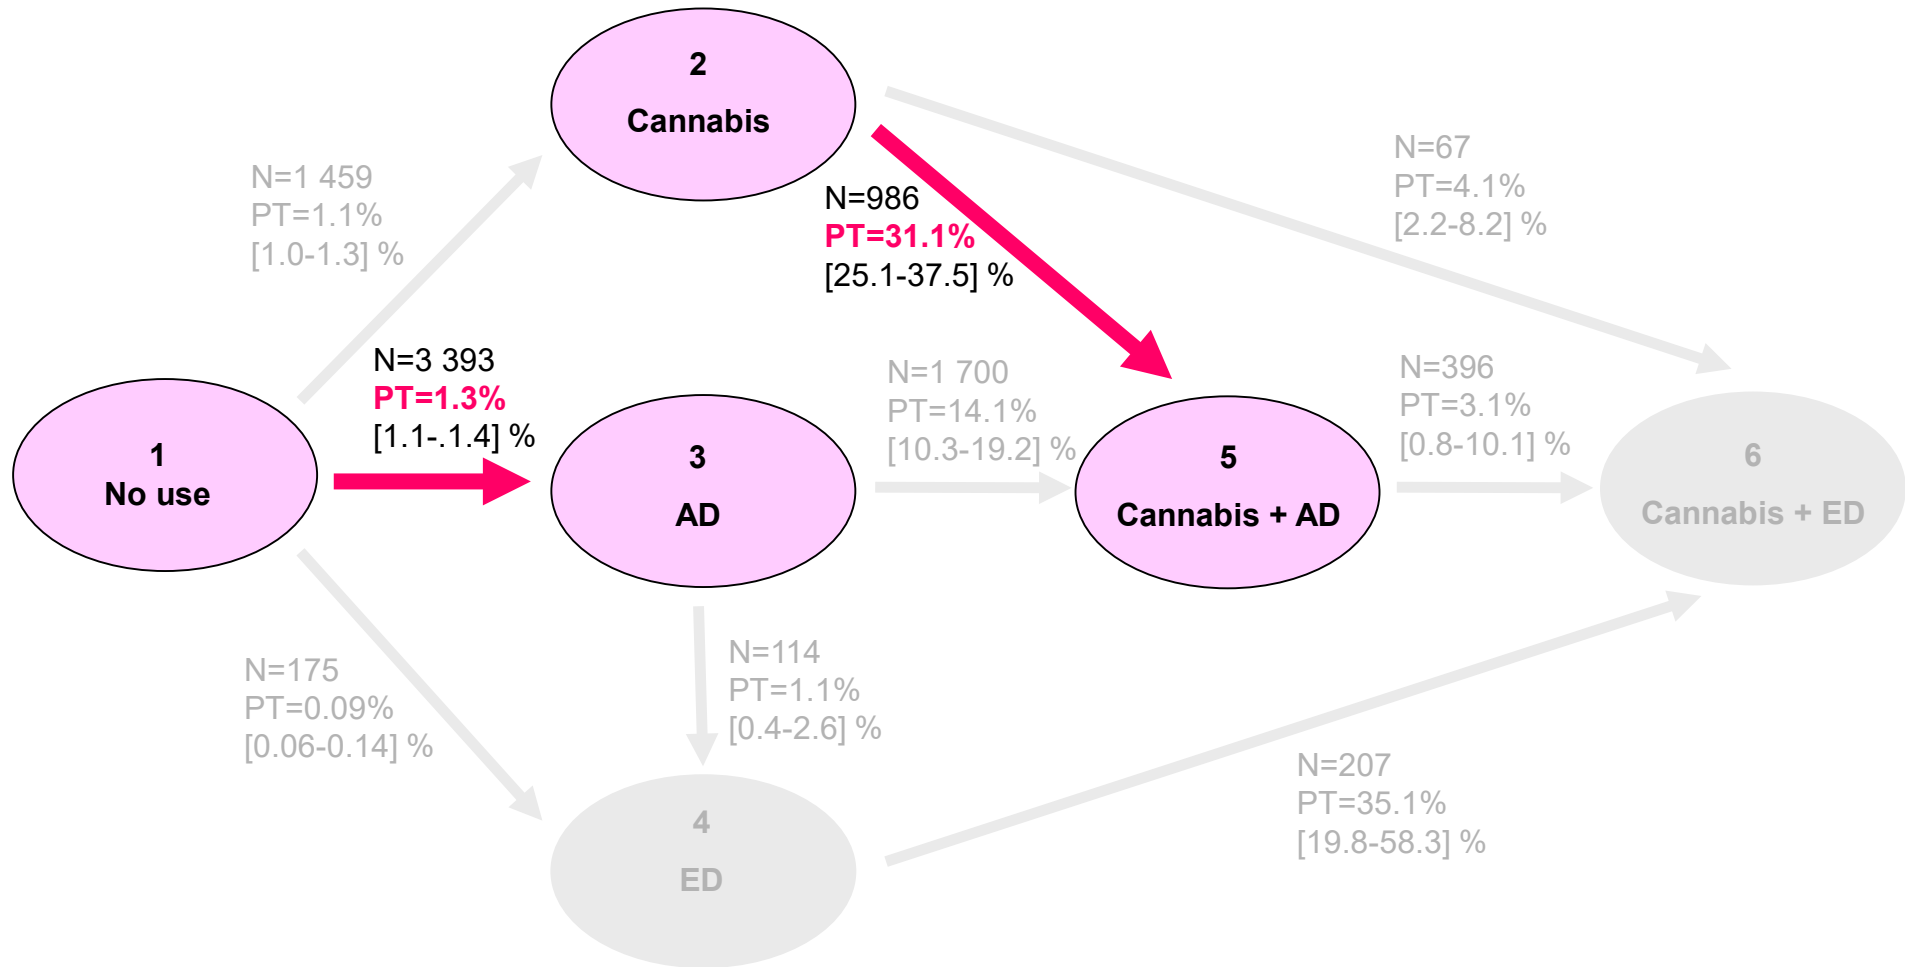 2
Cannabis
N=1 459
PT=1.1%
[1.0-1.3] %
N=67
PT=4.1%
[2.2-8.2] %
N=986
PT=31.1%
[25.1-37.5] %
N=3 393
PT=1.3%
[1.1-.1.4] %
N=1 700
PT=14.1%
[10.3-19.2] %
N=396
PT=3.1%
[0.8-10.1] %
1
No use
3
AD
5
Cannabis + AD
6
Cannabis + ED
N=175
PT=0.09%
[0.06-0.14] %
N=114
PT=1.1%
[0.4-2.6] %
N=207
PT=35.1%
[19.8-58.3] %
4
ED